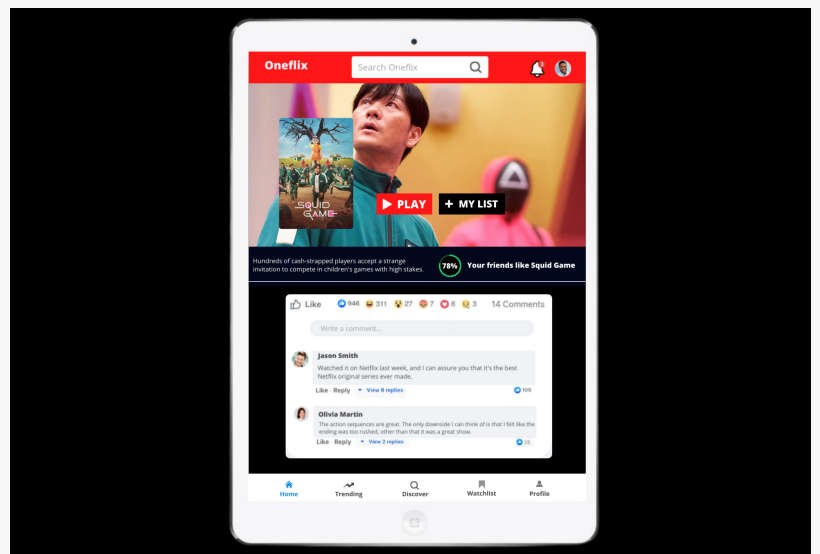 Oneflix
Search Oneflix
SQUID
GAME
PLAY
+ MY LIST
Hundreds of cash-strapped players accept a strange
invitation to compete in children's games with high stakes.
78%
Your friends like Squid Game
Like 946 311 27 7 6 3 14 Comments
Write a comment...
Jason Smith
Watched it on Netflix last week, and I can assure you that it's the best
Netflix original series ever made.
Like · Reply View 8 replies 109
Olivia Martin
The action sequences are great. The only downside I can think of is that I felt like the
ending was too rushed, other than that it was a great show.
Like · Reply View 2 replies
Home Trending Discover Watchlist Profile